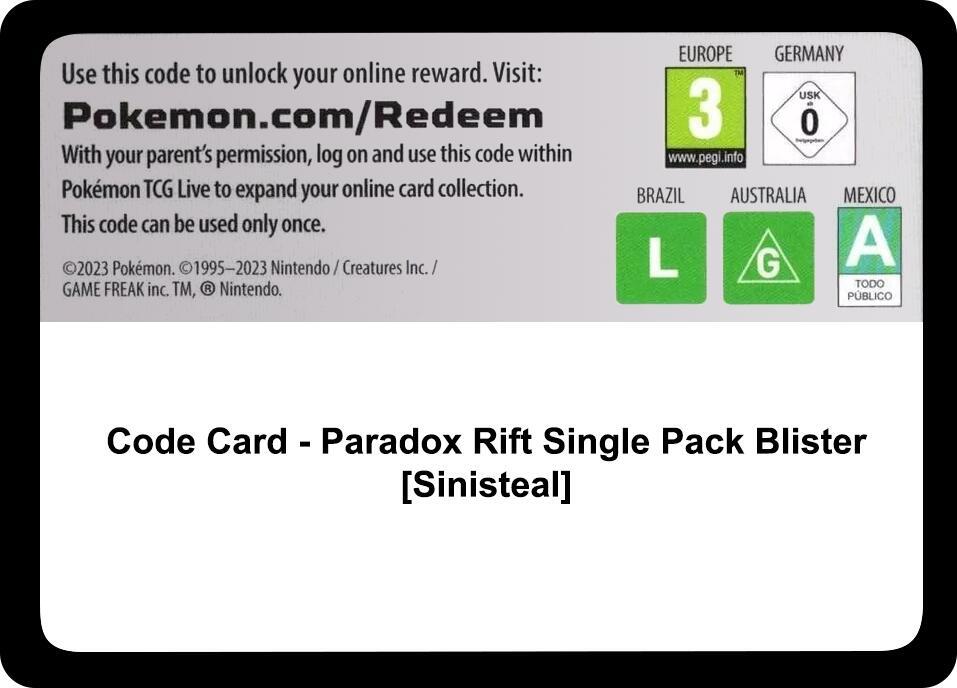 Use this code to unlock your online reward. Visit:
Pokemon.com/Redeem
With your parent's permission, log on and use this code within
Pokémon TCG Live to expand your online card collection.
This code can be used only once.
©2023 Pokémon. ©1995–2023 Nintendo / Creatures Inc. /
GAME FREAK inc. TM, ® Nintendo.
EUROPE
3
TM
www.pegi.info
GERMANY
USK
ab
0
freigegeben
BRAZIL
L
AUSTRALIA
G
MEXICO
A
TODO
PÚBLICO
Code Card - Paradox Rift Single Pack Blister
[Sinisteal]